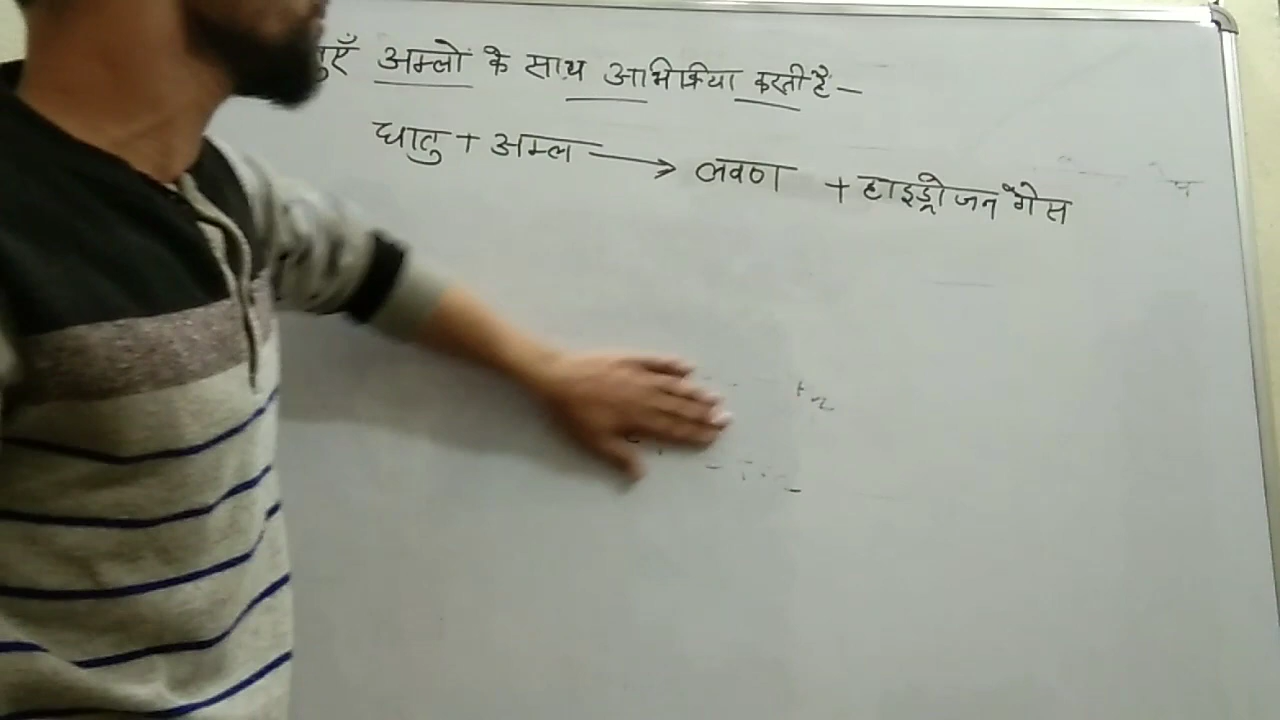 अम्लों के साथ अभिक्रिया करती है -
धातु + अम्ल → लवण + हाइड्रोजन गैस